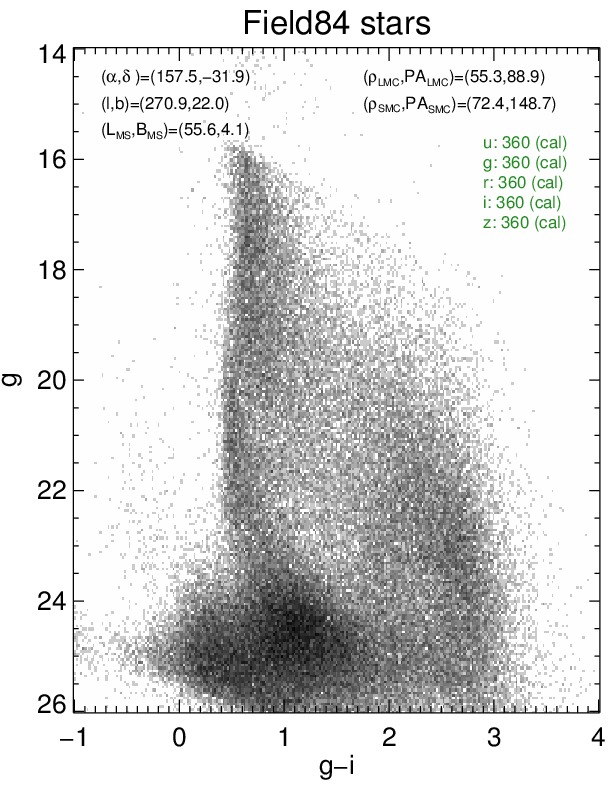 Field84 stars
14
(α,δ )=(157.5,−31.9)
(ρLMC,PALMC)=(55.3,88.9)
(l,b)=(270.9,22.0)
(ρSMC,PASMC)=(72.4,148.7)
(LMS,BMS)=(55.6,4.1)
u: 360 (cal)
g: 360 (cal)
r: 360 (cal)
i: 360 (cal)
z: 360 (cal)
16
18
20
22
24
26
g
−1 0 1 2 3 4
g−i